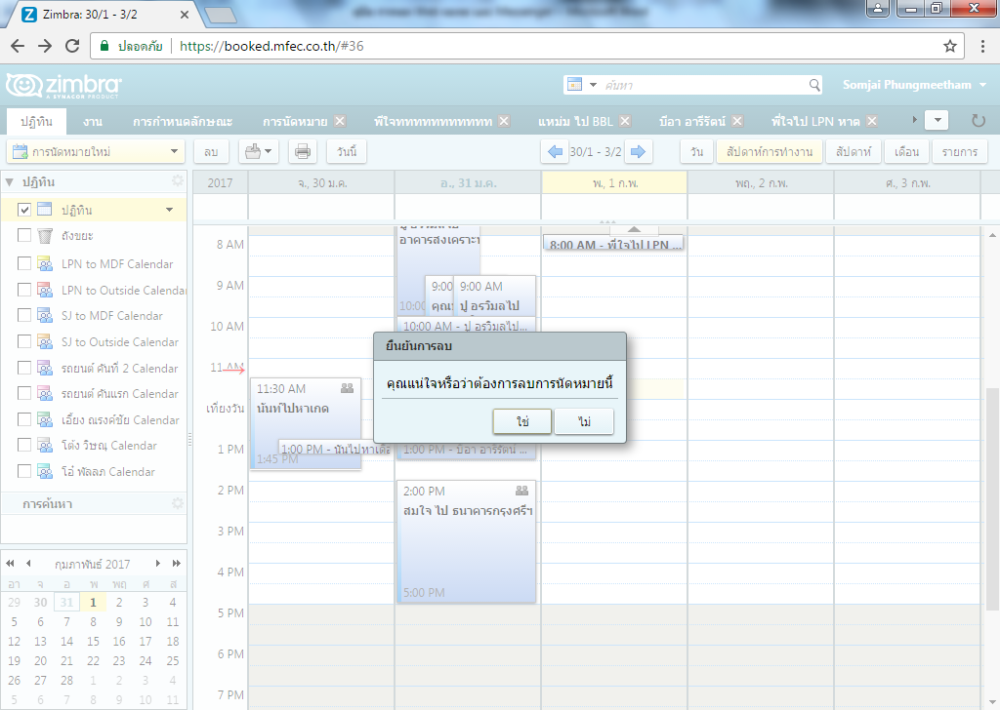 Zimbra: 30/1 - 3/2
ปลอดภัย https://booked.mfec.co.th/#36
zimbra
A SYNACOR PRODUCT
ค้นหา
Somjai Phungmeetham
ปฏิทิน งาน การกำหนดลักษณะ การนัดหมาย พี่ใจททททททททททท แหม่ม ไป BBL บีอา อารีรัตน์ พี่ใจไป LPN หาด
การนัดหมายใหม่ ลบ วันนี้ 30/1 - 3/2 วัน สัปดาห์การทำงาน สัปดาห์ เดือน รายการ
ปฏิทิน
ปฏิทิน
ถังขยะ
LPN to MDF Calendar
LPN to Outside Calendar
SJ to MDF Calendar
SJ to Outside Calendar
รถยนต์ คันที่ 2 Calendar
รถยนต์ คันแรก Calendar
เอี้ยง ณรงค์ชัย Calendar
โต่ง วิษณุ Calendar
โอ๋ พัลลภ Calendar
การค้นหา
กุมภาพันธ์ 2017
อา จ อ พ พฤ ศ ส
29 30 31 1 2 3 4
5 6 7 8 9 10 11
12 13 14 15 16 17 18
19 20 21 22 23 24 25
26 27 28 1 2 3 4
5 6 7 8 9 10 11
2017 จ., 30 ม.ค. อ., 31 ม.ค. พ., 1 ก.พ. พฤ., 2 ก.พ. ศ., 3 ก.พ.
8 AM
9 AM
10 AM
11 AM
เที่ยงวัน
1 PM
2 PM
3 PM
4 PM
5 PM
6 PM
7 PM
11:30 AM
นันท์ไปหาเกด
1:00 PM - นันไปหาเดือ
1:45 PM
อาคารสงเคราะห
10:00
9:00
คุณ
9:00 AM
ปู อรวิมลไป
10:00 AM - ปู อรวิมลไป...
1:00 PM - บีอา อารีรัตน์ ...
2:00 PM
สมใจ ไป ธนาคารกรุงศรีฯ
5:00 PM
8:00 AM - พี่ใจไป LPN ...
ยืนยันการลบ
คุณแน่ใจหรือว่าต้องการลบการนัดหมายนี้
ใช่ ไม่